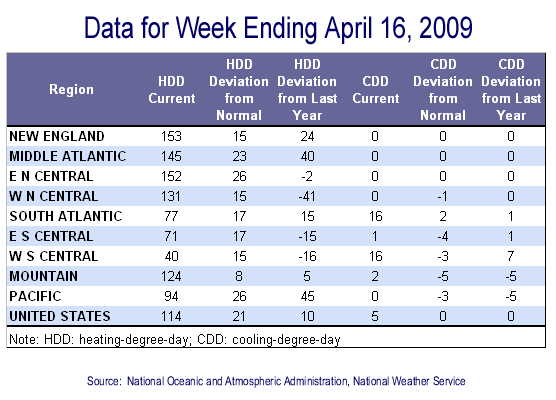 Data for Week Ending April 16, 2009
Region HDD Current HDD Deviation from Normal HDD Deviation from Last Year CDD Current CDD Deviation from Normal CDD Deviation from Last Year
NEW ENGLAND 153 15 24 0 0 0
MIDDLE ATLANTIC 145 23 40 0 0 0
E N CENTRAL 152 26 -2 0 0 0
W N CENTRAL 131 15 -41 0 -1 0
SOUTH ATLANTIC 77 17 15 16 2 1
E S CENTRAL 71 17 -15 1 -4 1
W S CENTRAL 40 15 -16 16 -3 7
MOUNTAIN 124 8 5 2 -5 -5
PACIFIC 94 26 45 0 -3 -5
UNITED STATES 114 21 10 5 0 0
Note: HDD: heating-degree-day; CDD: cooling-degree-day
Source: National Oceanic and Atmospheric Administration, National Weather Service